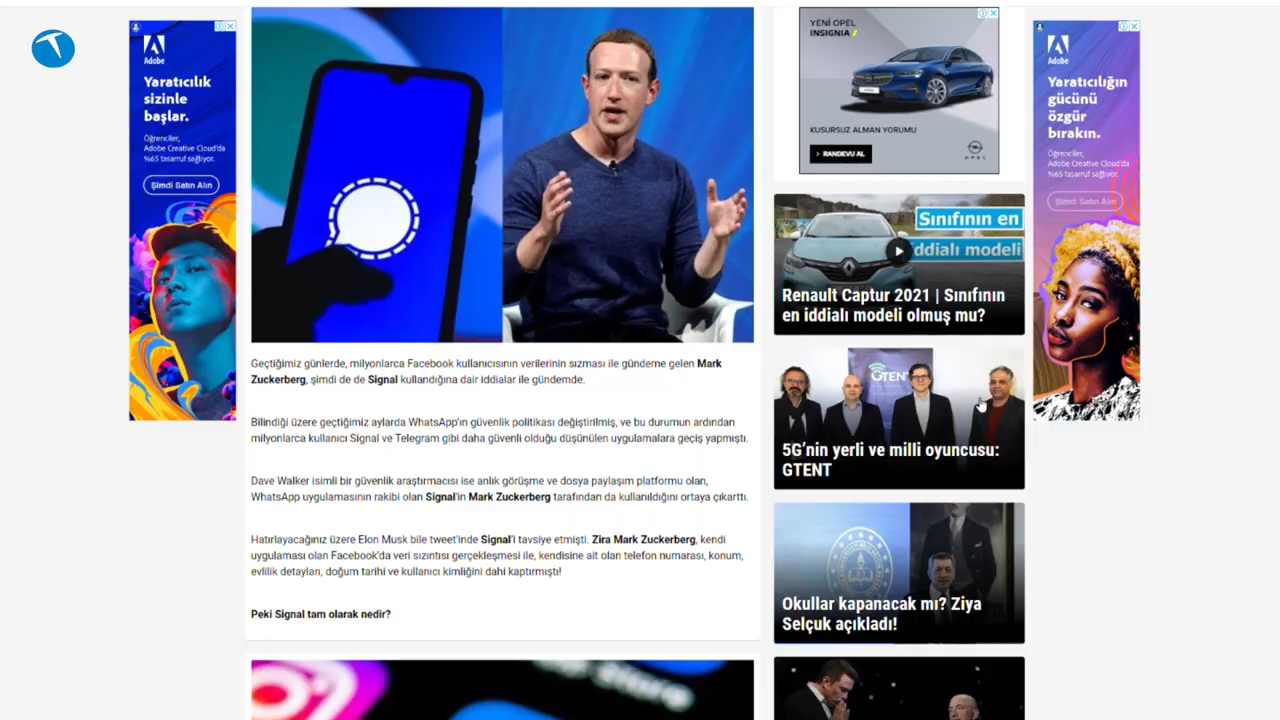 Adobe
Yaratıcılık
sizinle
başlar.
Öğrenciler,
Adobe Creative Cloud'da
%65 tasarruf sağlıyor.
Şimdi Satın Alın
Geçtiğimiz günlerde, milyonlarca Facebook kullanıcısının verilerinin sızması ile gündeme gelen Mark
Zuckerberg, şimdi de de Signal kullandığına dair iddialar ile gündemde.
Bilindiği üzere geçtiğimiz aylarda WhatsApp'ın güvenlik politikası değiştirilmiş, ve bu durumun ardından
milyonlarca kullanıcı Signal ve Telegram gibi daha güvenli olduğu düşünülen uygulamalara geçiş yapmıştı.
Dave Walker isimli bir güvenlik araştırmacısı ise anlık görüşme ve dosya paylaşım platformu olan,
WhatsApp uygulamasının rakibi olan Signal'in Mark Zuckerberg tarafından da kullanıldığını ortaya çıkarttı.
Hatırlayacağınız üzere Elon Musk bile tweet'inde Signal'i tavsiye etmişti. Zira Mark Zuckerberg, kendi
uygulaması olan Facebook'da veri sızıntısı gerçekleşmesi ile, kendisine ait olan telefon numarası, konum,
evlilik detayları, doğum tarihi ve kullanıcı kimliğini dahi kaptırmıştı!
Peki Signal tam olarak nedir?
YENİ OPEL
INSIGNIA
KUSURSUZ ALMAN YORUMU
> RANDEVU AL
OPEL
Sınıfının en
iddialı modeli
Renault Captur 2021 | Sınıfının
en iddialı modeli olmuş mu?
GTENT
5G'nin yerli ve milli oyuncusu:
GTENT
Okullar kapanacak mı? Ziya
Selçuk açıkladı!
Adobe
Yaratıcılığın
gücünü
özgür
bırakın.
Öğrenciler,
Adobe Creative Cloud'da
%65 tasarruf sağlıyor.
Şimdi Satın Alın